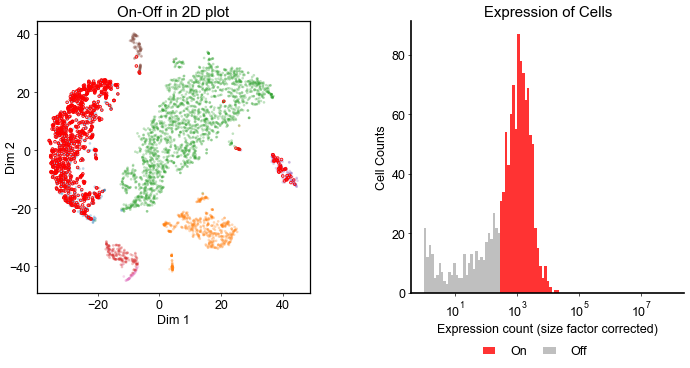 On-Off in 2D plot
40
20
0
−20
−40
Dim 2
−20 0 20 40
Dim 1
Expression of Cells
80
60
40
20
0
Cell Counts
10^1 10^3 10^5 10^7
Expression count (size factor corrected)
On Off